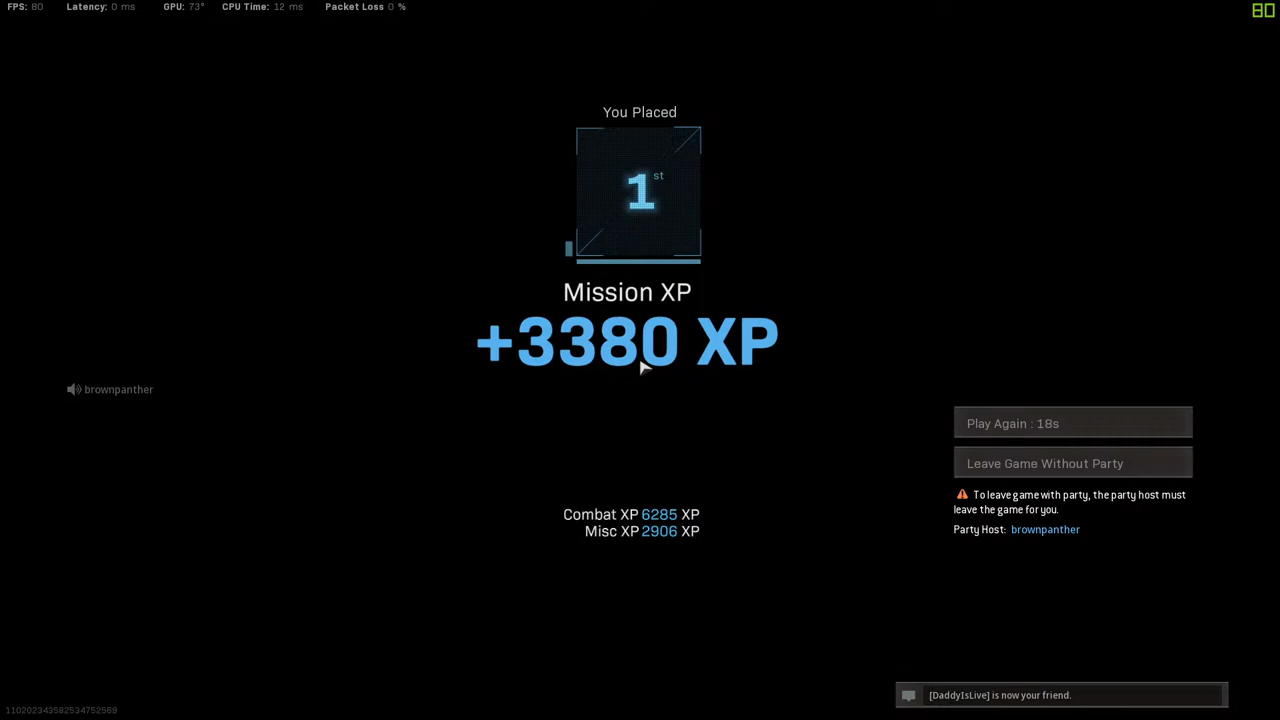 FPS: 80 Latency: 0 ms GPU: 73° CPU Time: 12 ms Packet Loss 0 %
80
You Placed
1st
Mission XP
+3380 XP
brownpanther
Play Again : 18s
Leave Game Without Party
To leave game with party, the party host must
leave the game for you.
Party Host: brownpanther
Combat XP 6285 XP
Misc XP 2906 XP
[DaddyIsLive] is now your friend.
110202343582534752569